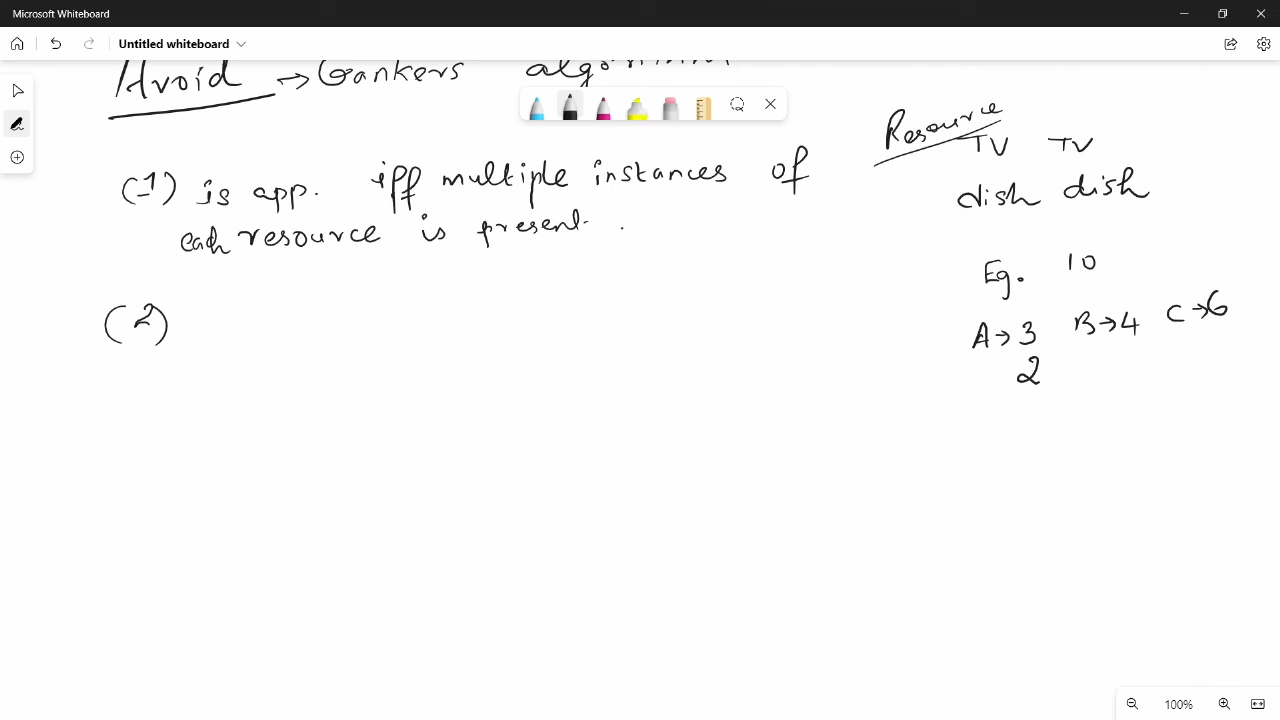 Microsoft Whiteboard
Untitled whiteboard
Avoid → Bankers algorithm
(1) is app. iff multiple instances of
each resource is present.
(2)
Resource
TV TV
dish dish
Eg. 10
A→3 B→4 C→6
2
100%